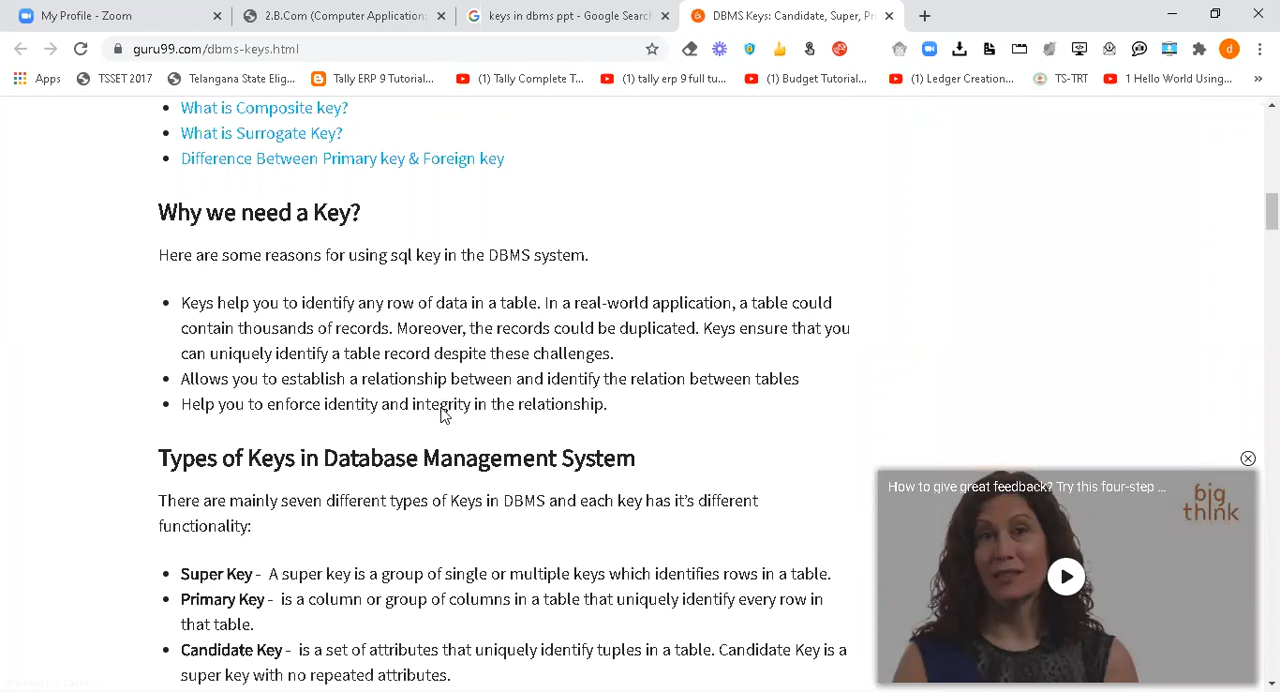 My Profile - Zoom
2.B.Com (Computer Application
keys in dbms ppt - Google Search
DBMS Keys: Candidate, Super, Pr
guru99.com/dbms-keys.html
d
Apps
TSSET 2017
Telangana State Elig...
Tally ERP 9 Tutorial...
(1) Tally Complete T...
(1) tally erp 9 full tu...
(1) Budget Tutorial...
(1) Ledger Creation...
TS-TRT
1 Hello World Using...
»
What is Composite key?
What is Surrogate Key?
Difference Between Primary key & Foreign key
Why we need a Key?
Here are some reasons for using sql key in the DBMS system.
Keys help you to identify any row of data in a table. In a real-world application, a table could
contain thousands of records. Moreover, the records could be duplicated. Keys ensure that you
can uniquely identify a table record despite these challenges.
Allows you to establish a relationship between and identify the relation between tables
Help you to enforce identity and integrity in the relationship.
Types of Keys in Database Management System
There are mainly seven different types of Keys in DBMS and each key has it's different
functionality:
Super Key - A super key is a group of single or multiple keys which identifies rows in a table.
Primary Key - is a column or group of columns in a table that uniquely identify every row in
that table.
Candidate Key - is a set of attributes that uniquely identify tuples in a table. Candidate Key is a
super key with no repeated attributes.
How to give great feedback? Try this four-step ...
big
think